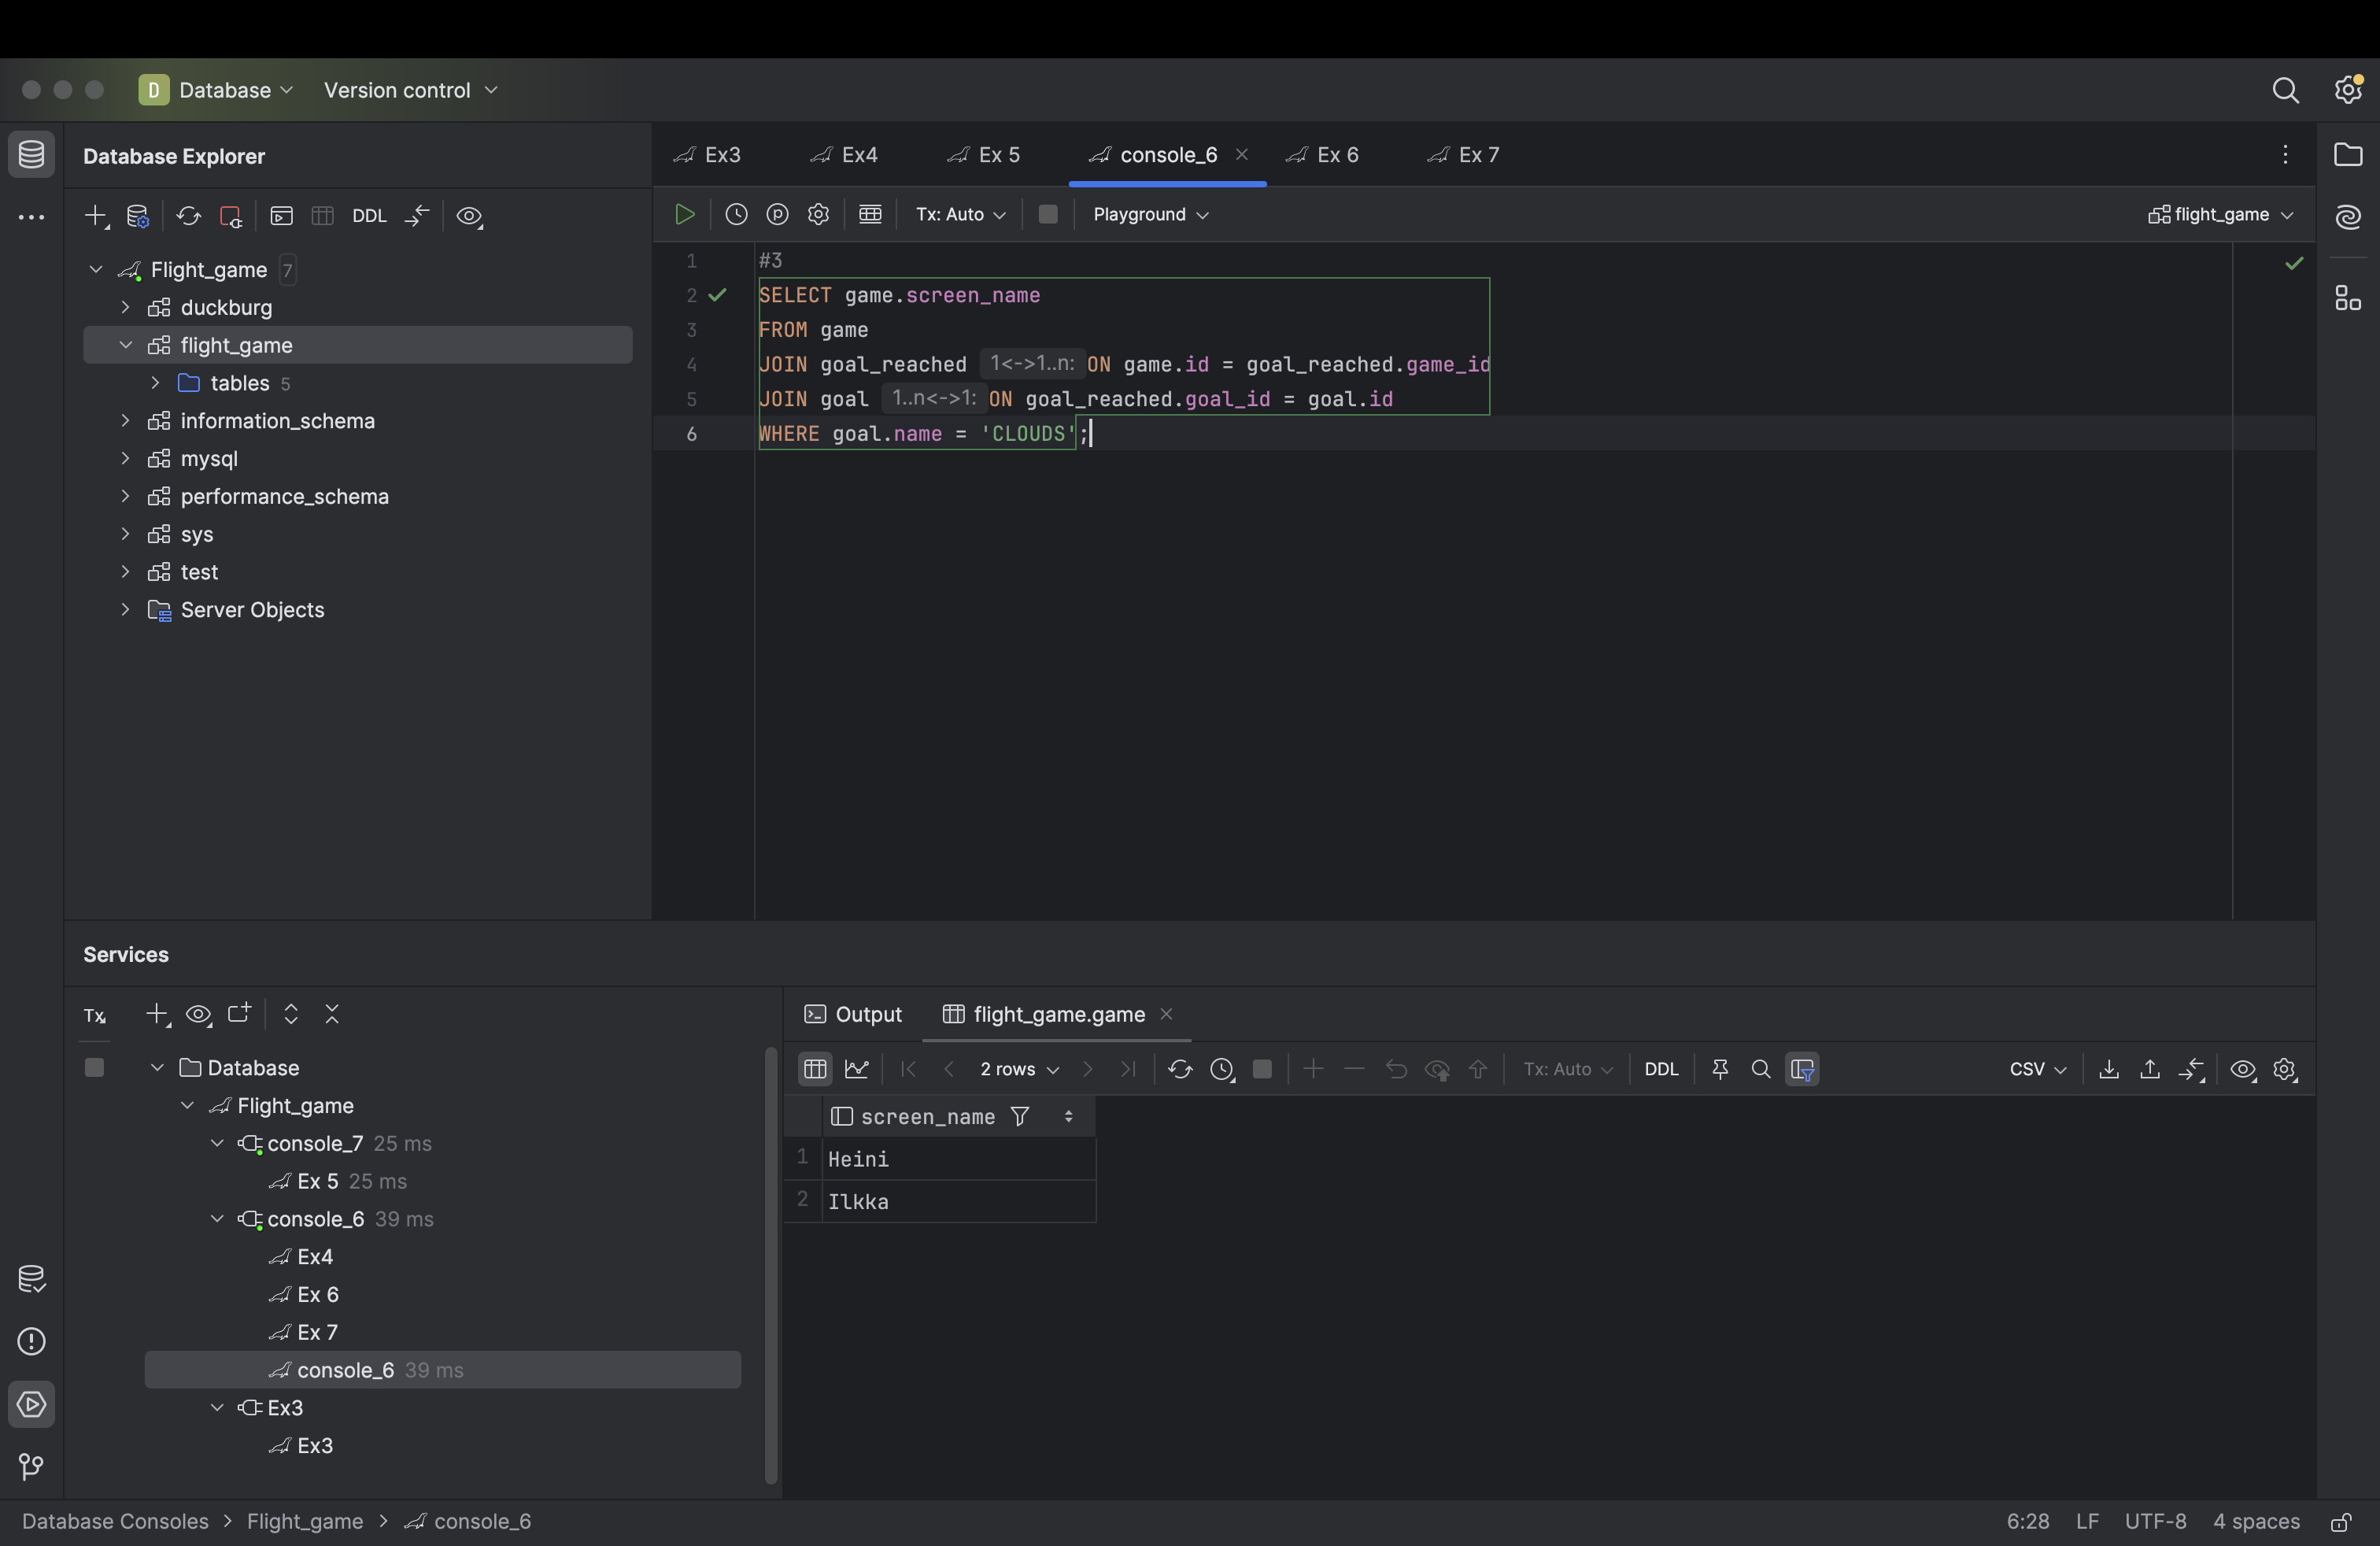 D Database Version control
Database Explorer
DDL
Flight_game 7
duckburg
flight_game
tables 5
information_schema
mysql
performance_schema
sys
test
Server Objects
Ex3 Ex4 Ex 5 console_6 Ex 6 Ex 7
Tx: Auto Playground flight_game
1 #3
2 SELECT game.screen_name
3 FROM game
4 JOIN goal_reached 1<->1..n: ON game.id = goal_reached.game_id
5 JOIN goal 1..n<->1: ON goal_reached.goal_id = goal.id
6 WHERE goal.name = 'CLOUDS';
Services
Tx
Database
Flight_game
console_7 25 ms
Ex 5 25 ms
console_6 39 ms
Ex4
Ex 6
Ex 7
console_6 39 ms
Ex3
Ex3
Output flight_game.game
2 rows Tx: Auto DDL CSV
screen_name
1 Heini
2 Ilkka
Database Consoles > Flight_game > console_6
6:28 LF UTF-8 4 spaces